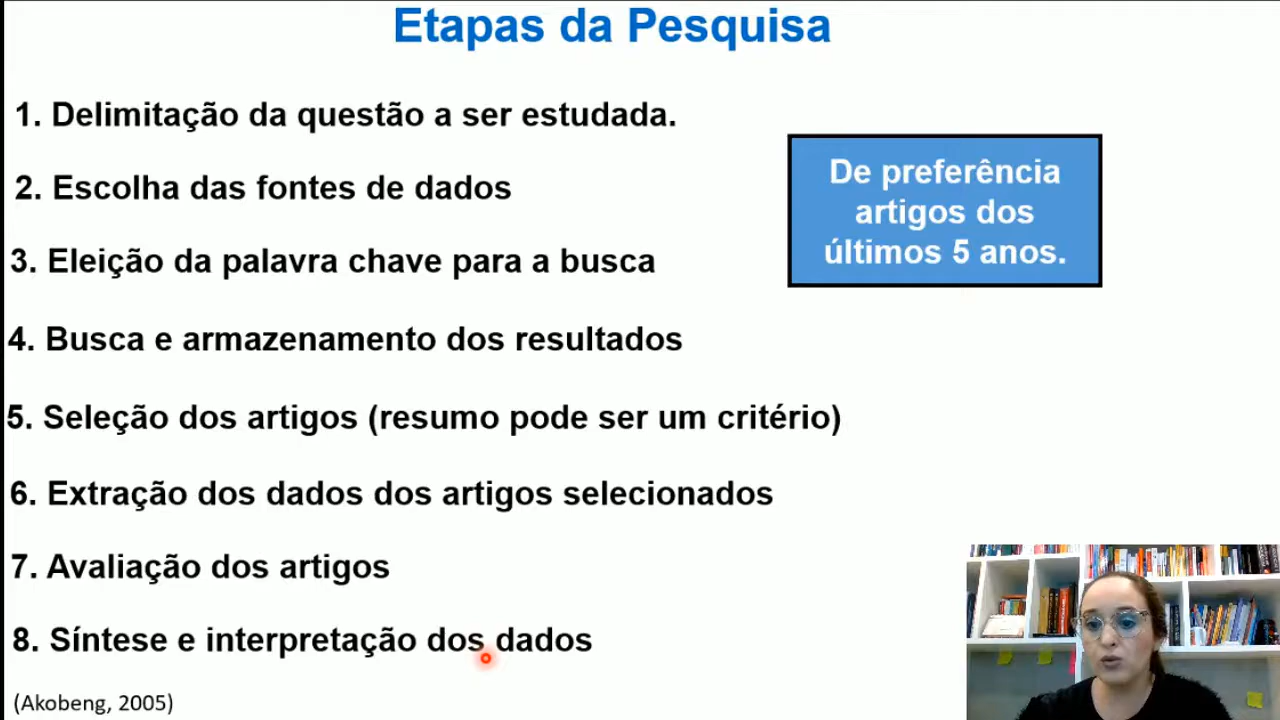 Etapas da Pesquisa
1. Delimitação da questão a ser estudada.
2. Escolha das fontes de dados
3. Eleição da palavra chave para a busca
4. Busca e armazenamento dos resultados
5. Seleção dos artigos (resumo pode ser um critério)
6. Extração dos dados dos artigos selecionados
7. Avaliação dos artigos
8. Síntese e interpretação dos dados
(Akobeng, 2005)
De preferência
artigos dos
últimos 5 anos.